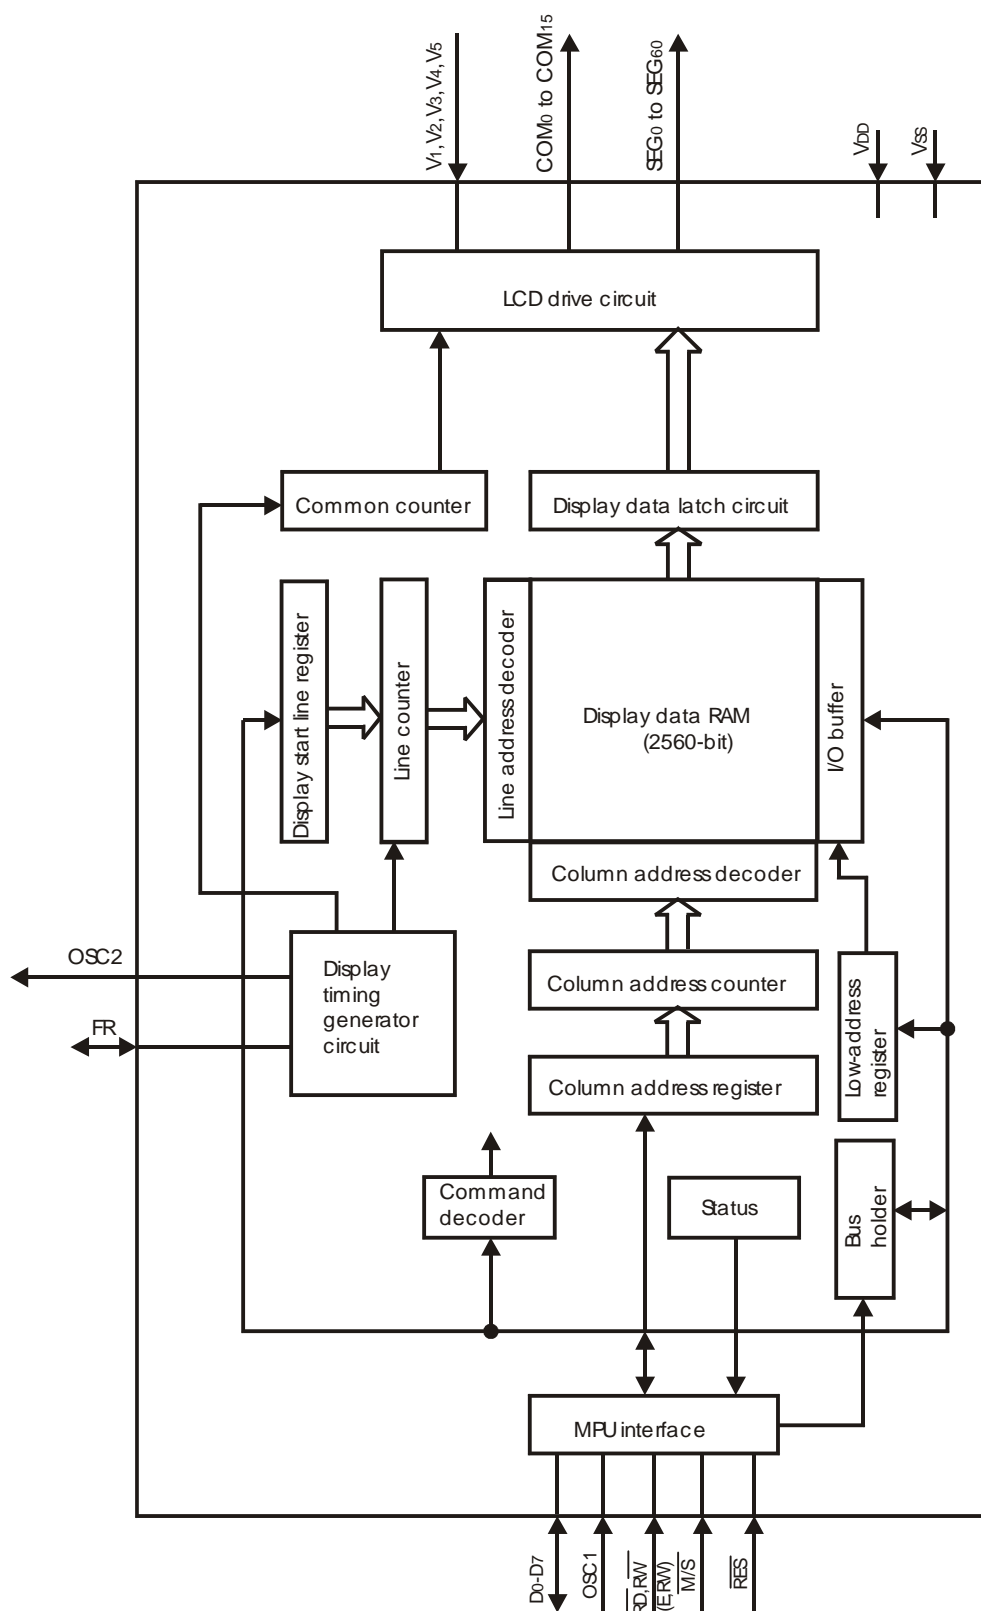 V1,V2,V3,V4,V5
COM0 to COM15
SEG0 to SEG60
VDD
VSS
LCD drive circuit
Common counter
Display data latch circuit
Display start line register
Line counter
Line address decoder
Display data RAM
(2560-bit)
I/O buffer
Column address decoder
OSC2
Display
timing
generator
circuit
FR
Column address counter
Low-address
register
Column address register
Command
decoder
Status
Bus
holder
MPU interface
D0-D7
OSC1
RD,RW
(E,RW)
M/S
RES